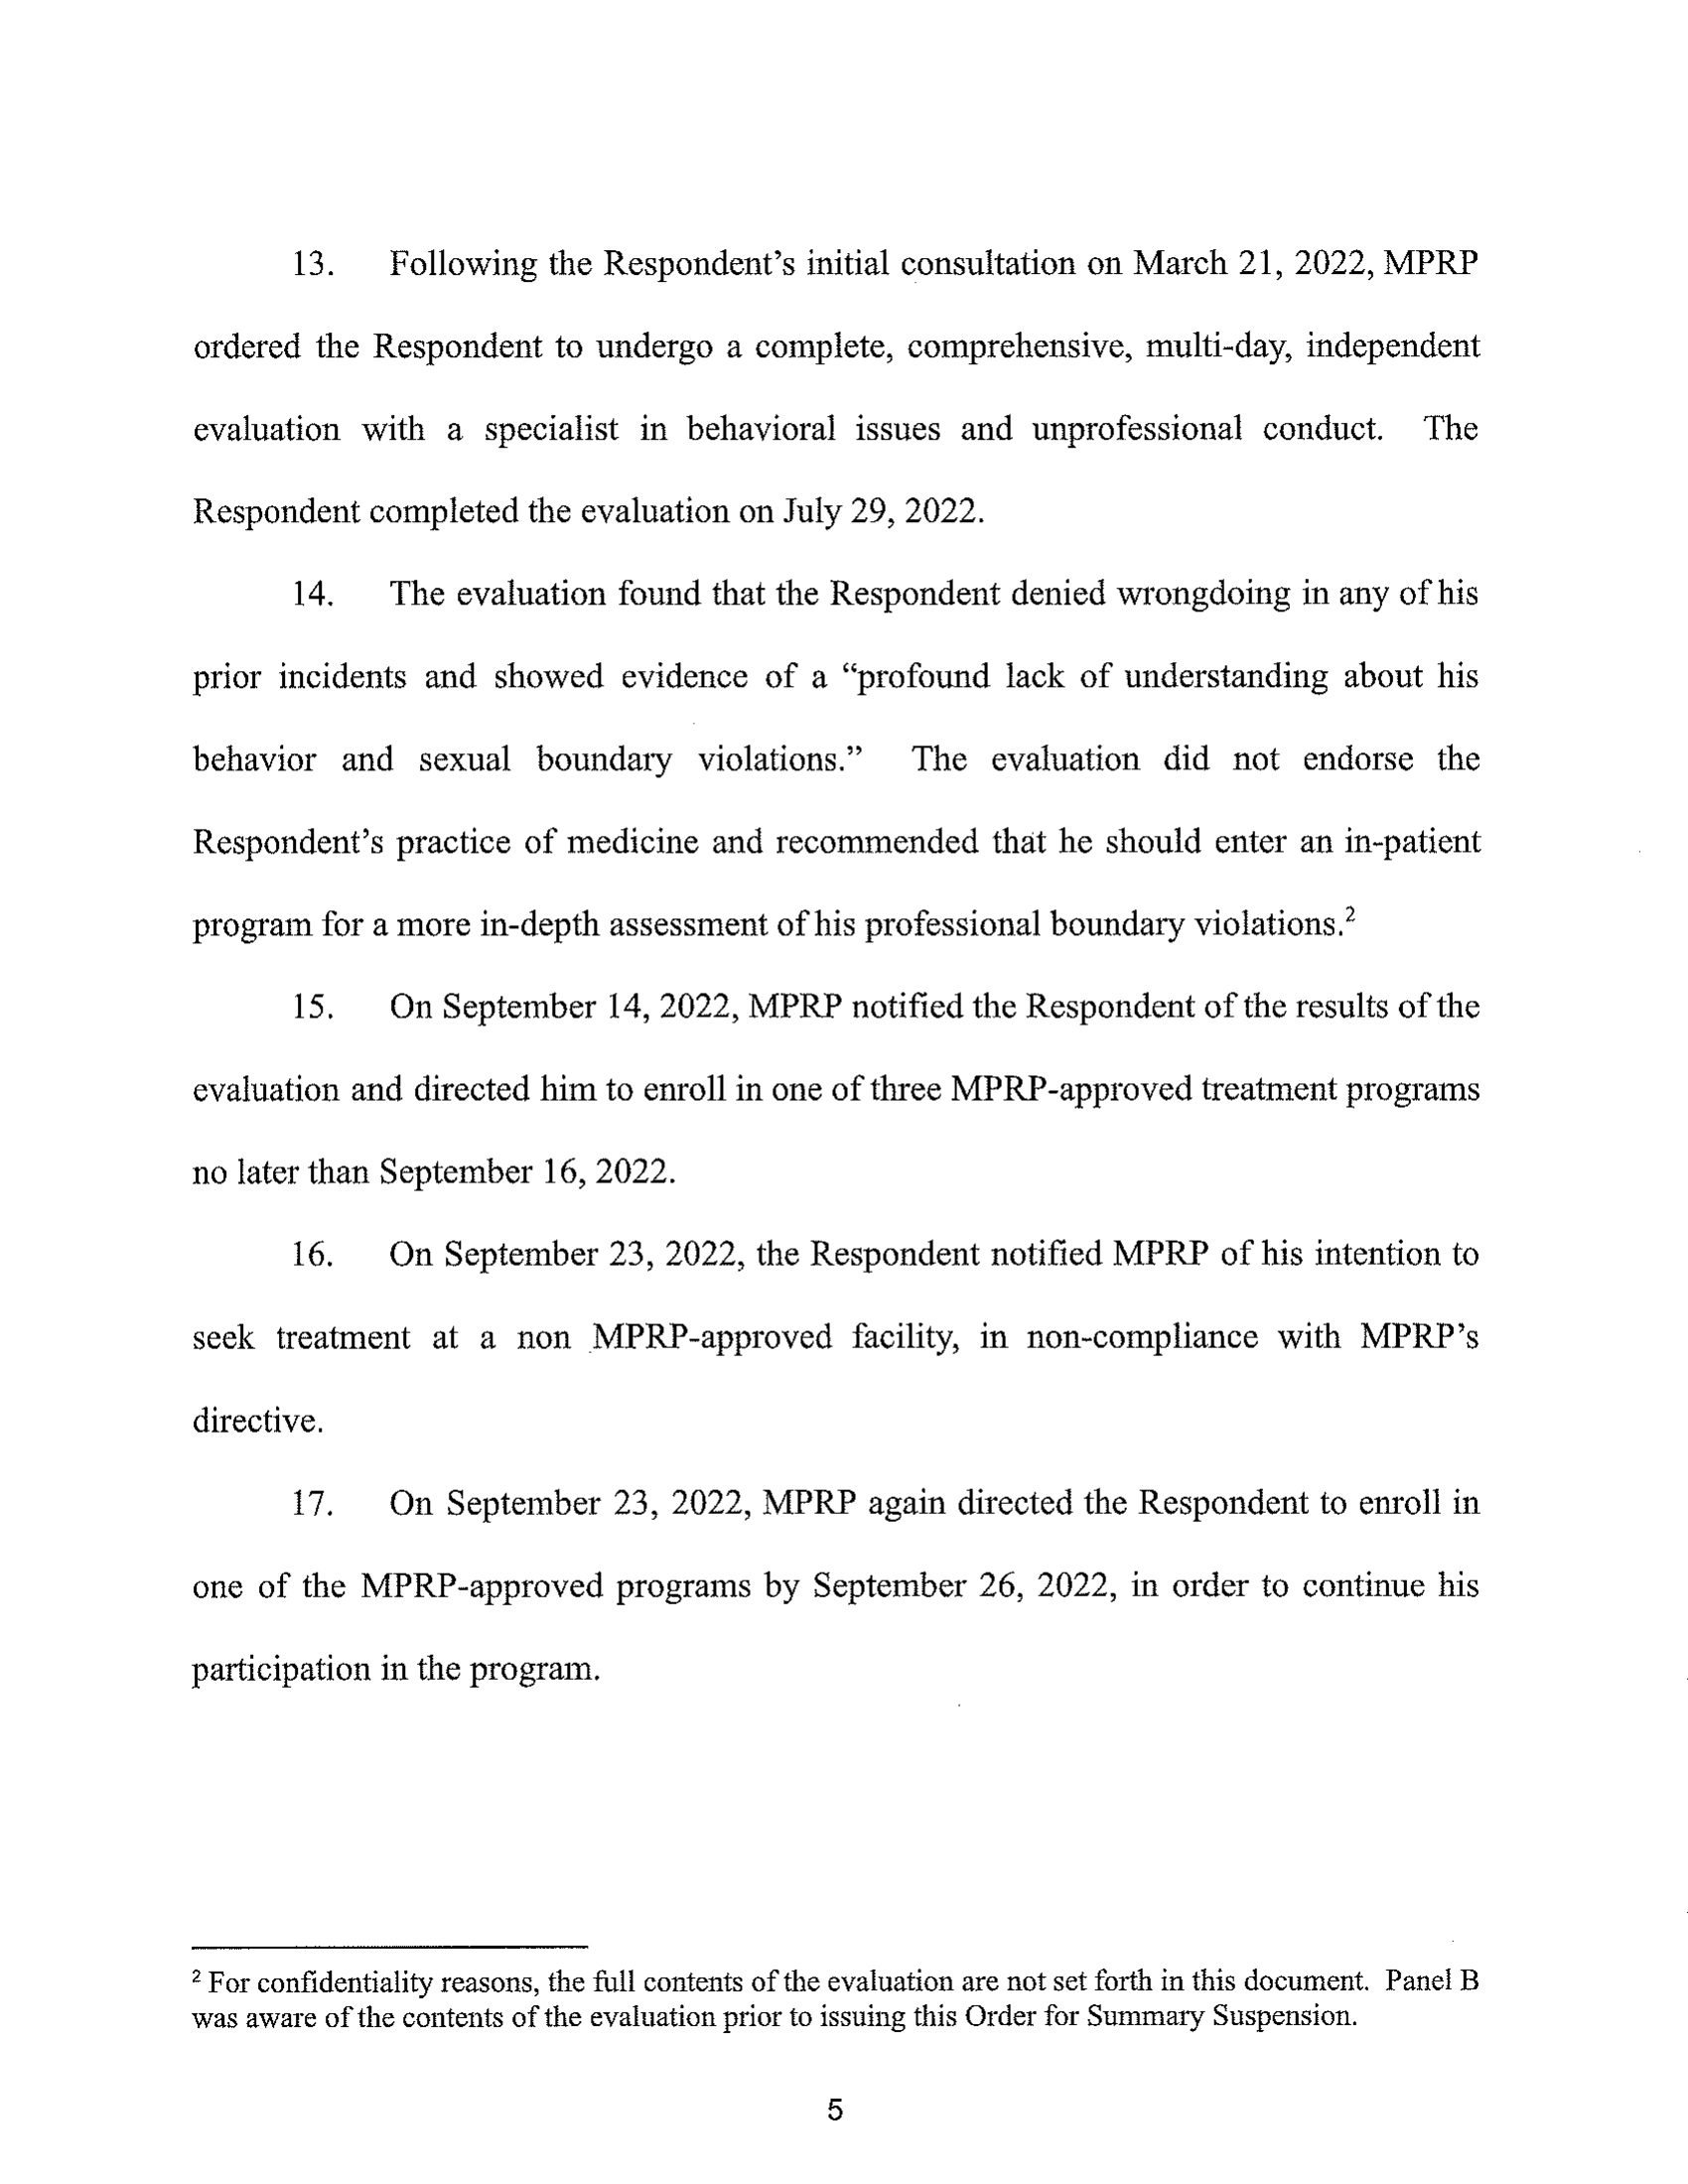 13. Following the Respondent’s initial consultation on March 21, 2022, MPRP
ordered the Respondent to undergo a complete, comprehensive, multi-day, independent
evaluation with a specialist in behavioral issues and unprofessional conduct. The
Respondent completed the evaluation on July 29, 2022.
14. The evaluation found that the Respondent denied wrongdoing in any of his
prior incidents and showed evidence of a “profound lack of understanding about his
behavior and sexual boundary violations.” The evaluation did not endorse the
Respondent’s practice of medicine and recommended that he should enter an in-patient
program for a more in-depth assessment of his professional boundary violations.²
15. On September 14, 2022, MPRP notified the Respondent of the results of the
evaluation and directed him to enroll in one of three MPRP-approved treatment programs
no later than September 16, 2022.
16. On September 23, 2022, the Respondent notified MPRP of his intention to
seek treatment at a non MPRP-approved facility, in non-compliance with MPRP’s
directive.
17. On September 23, 2022, MPRP again directed the Respondent to enroll in
one of the MPRP-approved programs by September 26, 2022, in order to continue his
participation in the program.
² For confidentiality reasons, the full contents of the evaluation are not set forth in this document. Panel B
was aware of the contents of the evaluation prior to issuing this Order for Summary Suspension.
5